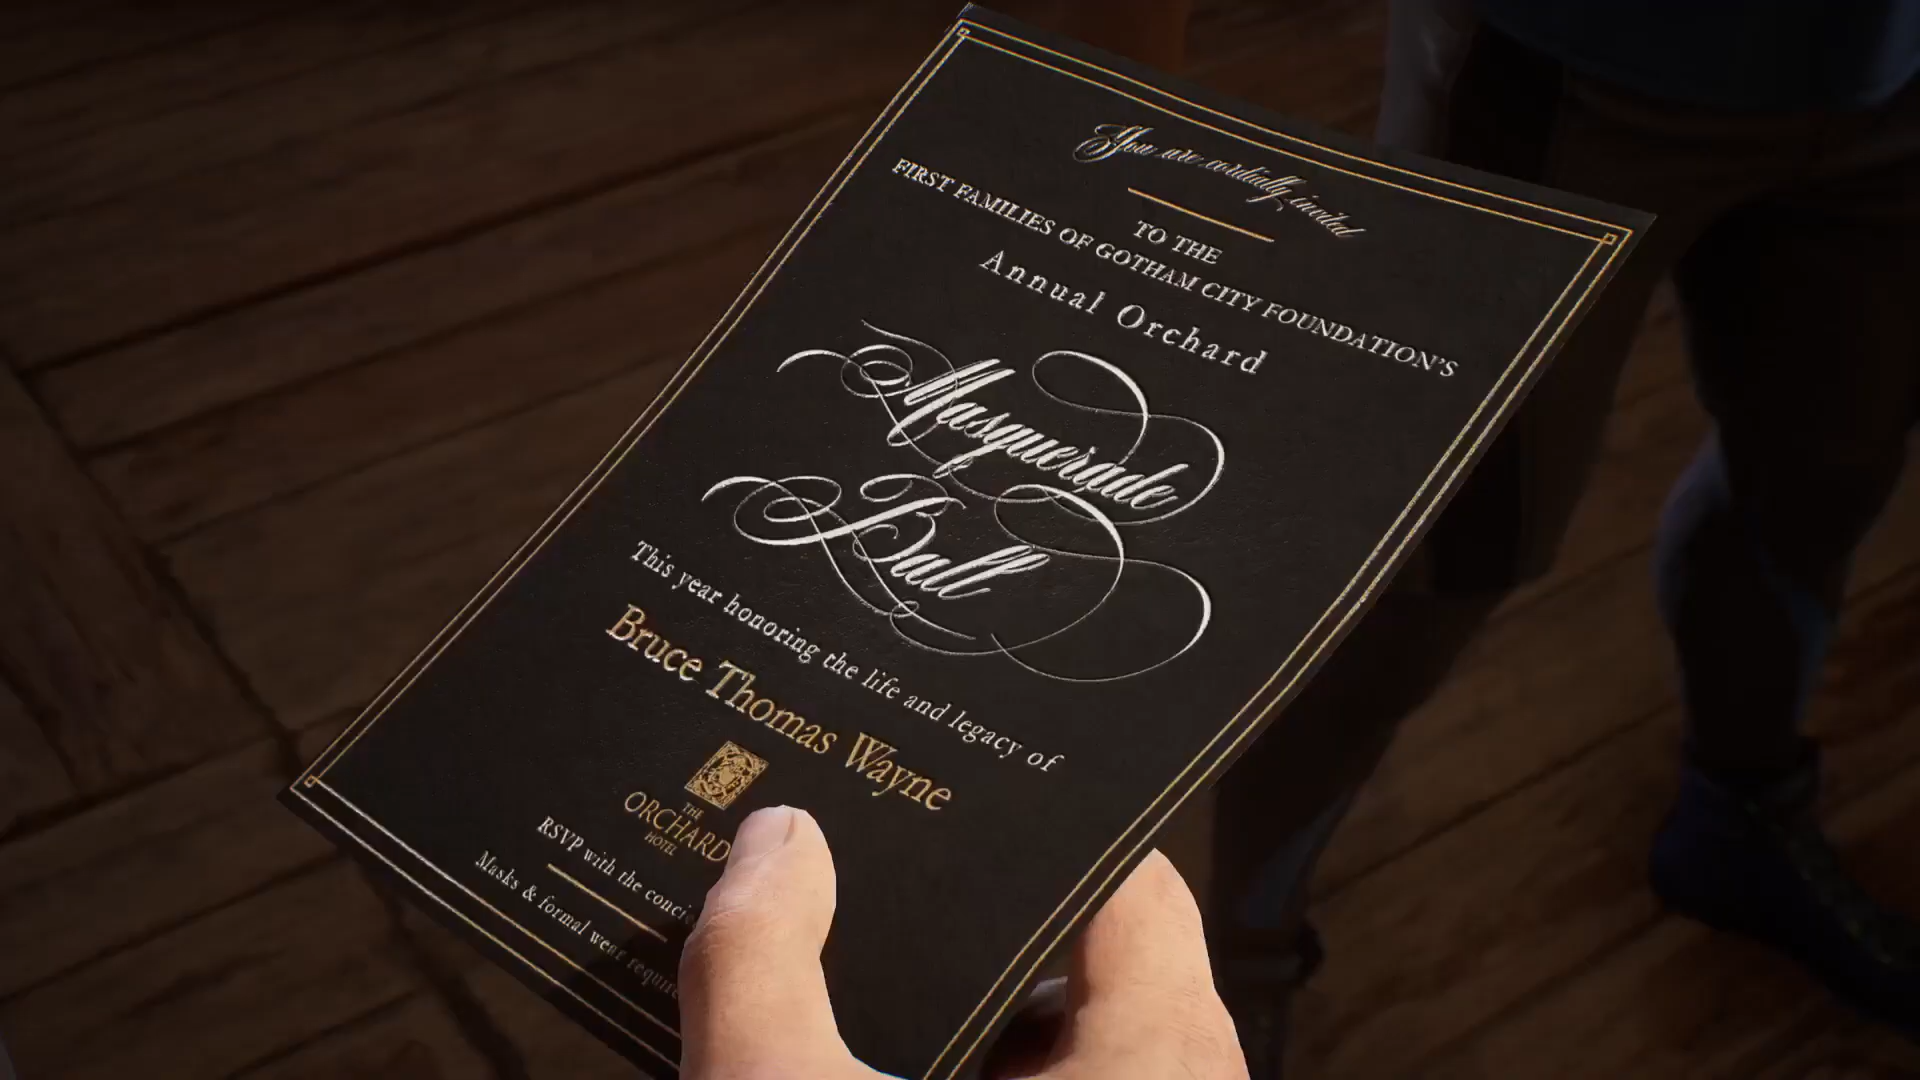 You are cordially invited
TO THE
FIRST FAMILIES OF GOTHAM CITY FOUNDATION'S
Annual Orchard
Masquerade
Ball
This year honoring the life and legacy of
Bruce Thomas Wayne
THE
ORCHARD
HOTEL
RSVP with the
Masks & formal wear